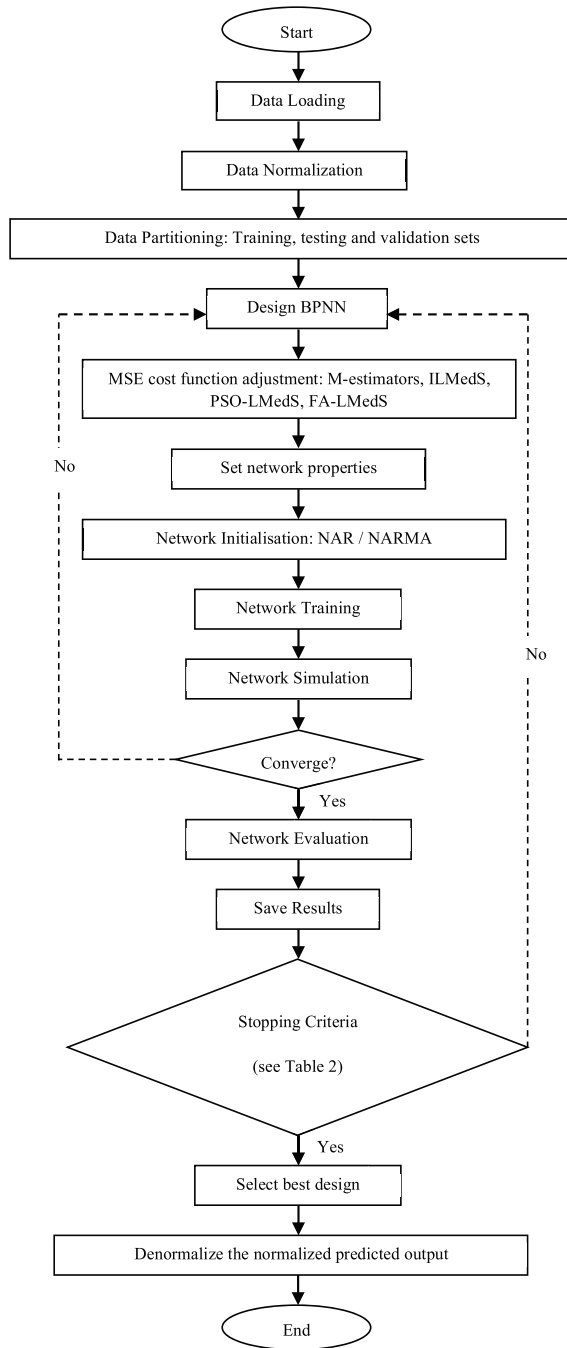 Start
Data Loading
Data Normalization
Data Partitioning: Training, testing and validation sets
Design BPNN
MSE cost function adjustment: M-estimators, ILMedS,
PSO-LMedS, FA-LMedS
No
Set network properties
Network Initialisation: NAR / NARMA
Network Training
No
Network Simulation
Converge?
Yes
Network Evaluation
Save Results
Stopping Criteria
(see Table 2)
Yes
Select best design
Denormalize the normalized predicted output
End